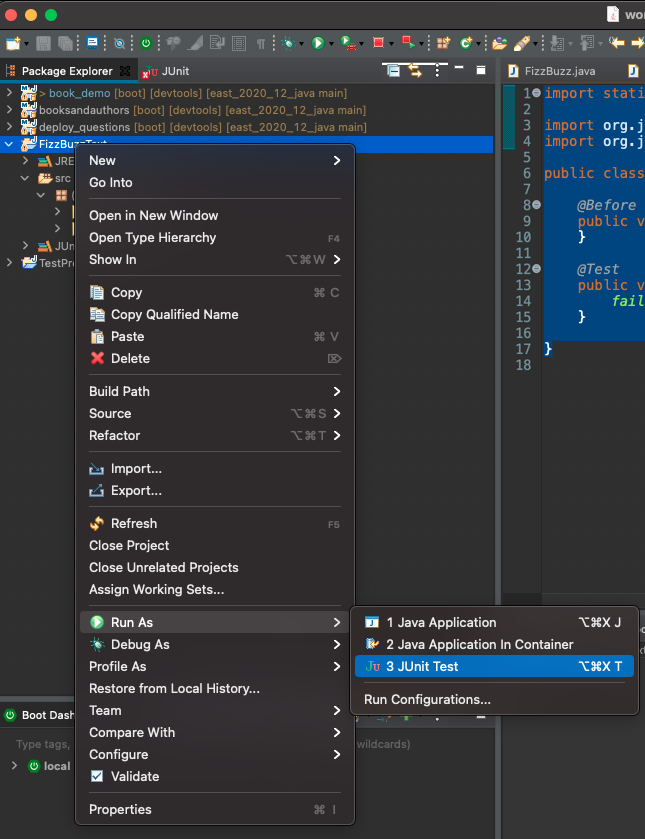 wo
Package Explorer
JUnit
FizzBuzz.java
> book_demo [boot] [devtools] [east_2020_12_java main]
booksandauthors [boot] [devtools] [east_2020_12_java main]
deploy_questions [boot] [devtools] [east_2020_12_java main]
FizzBuzzTest
JRE
src
(
JUn
TestPr
1 import stati
2
3 import org.j
4 import org.j
5
6 public class
7
8 @Before
9 public v
10 }
11
12 @Test
13 public v
14 fail
15 }
16
17 }
18
New
Go Into
Open in New Window
Open Type Hierarchy F4
Show In ⌥⌘W
Copy ⌘C
Copy Qualified Name
Paste ⌘V
Delete ⌦
Build Path
Source ⌥⌘S
Refactor ⌥⌘T
Import...
Export...
Refresh F5
Close Project
Close Unrelated Projects
Assign Working Sets...
Run As
Debug As
Profile As
Restore from Local History...
Team
Compare With
Configure
Validate
Properties ⌘I
1 Java Application ⌥⌘X J
2 Java Application In Container
3 JUnit Test ⌥⌘X T
Run Configurations...
Boot Dash
Type tags, wildcards)
local